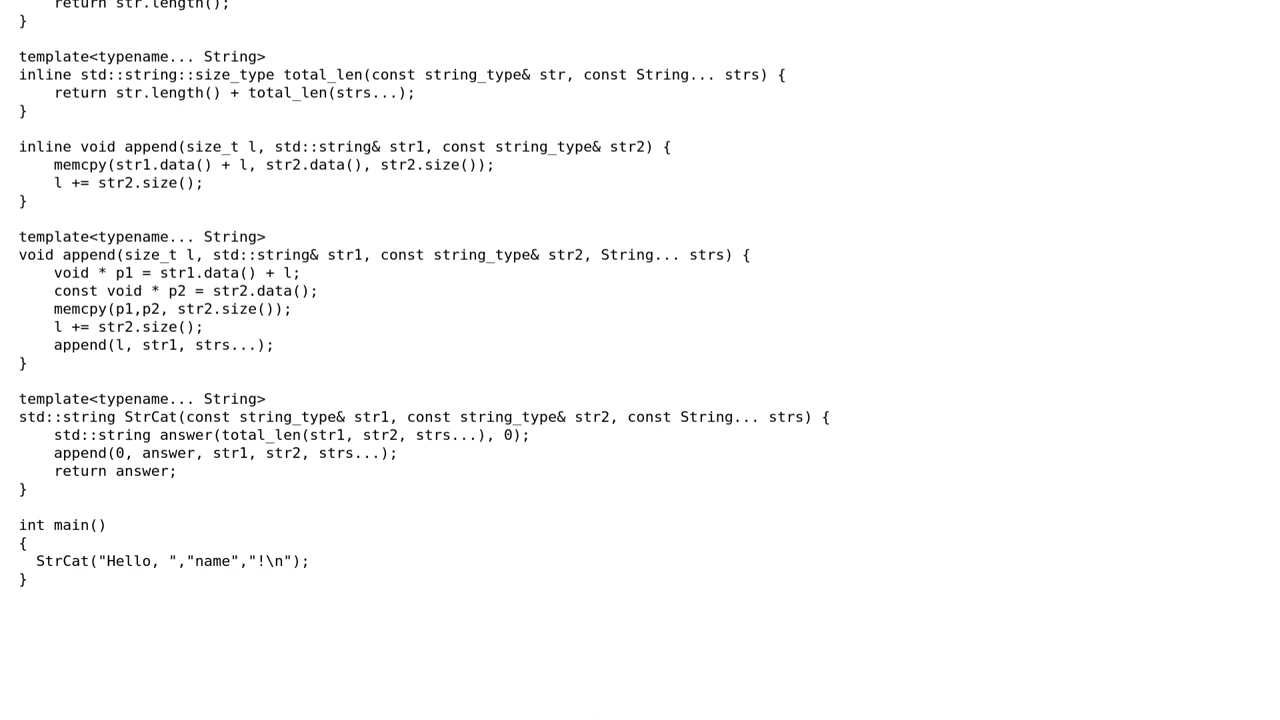 return str.length();
}

template<typename... String>
inline std::string::size_type total_len(const string_type& str, const String... strs) {
    return str.length() + total_len(strs...);
}

inline void append(size_t l, std::string& str1, const string_type& str2) {
    memcpy(str1.data() + l, str2.data(), str2.size());
    l += str2.size();
}

template<typename... String>
void append(size_t l, std::string& str1, const string_type& str2, String... strs) {
    void * p1 = str1.data() + l;
    const void * p2 = str2.data();
    memcpy(p1,p2, str2.size());
    l += str2.size();
    append(l, str1, strs...);
}

template<typename... String>
std::string StrCat(const string_type& str1, const string_type& str2, const String... strs) {
    std::string answer(total_len(str1, str2, strs...), 0);
    append(0, answer, str1, str2, strs...);
    return answer;
}

int main()
{
  StrCat("Hello, ","name","!\n");
}